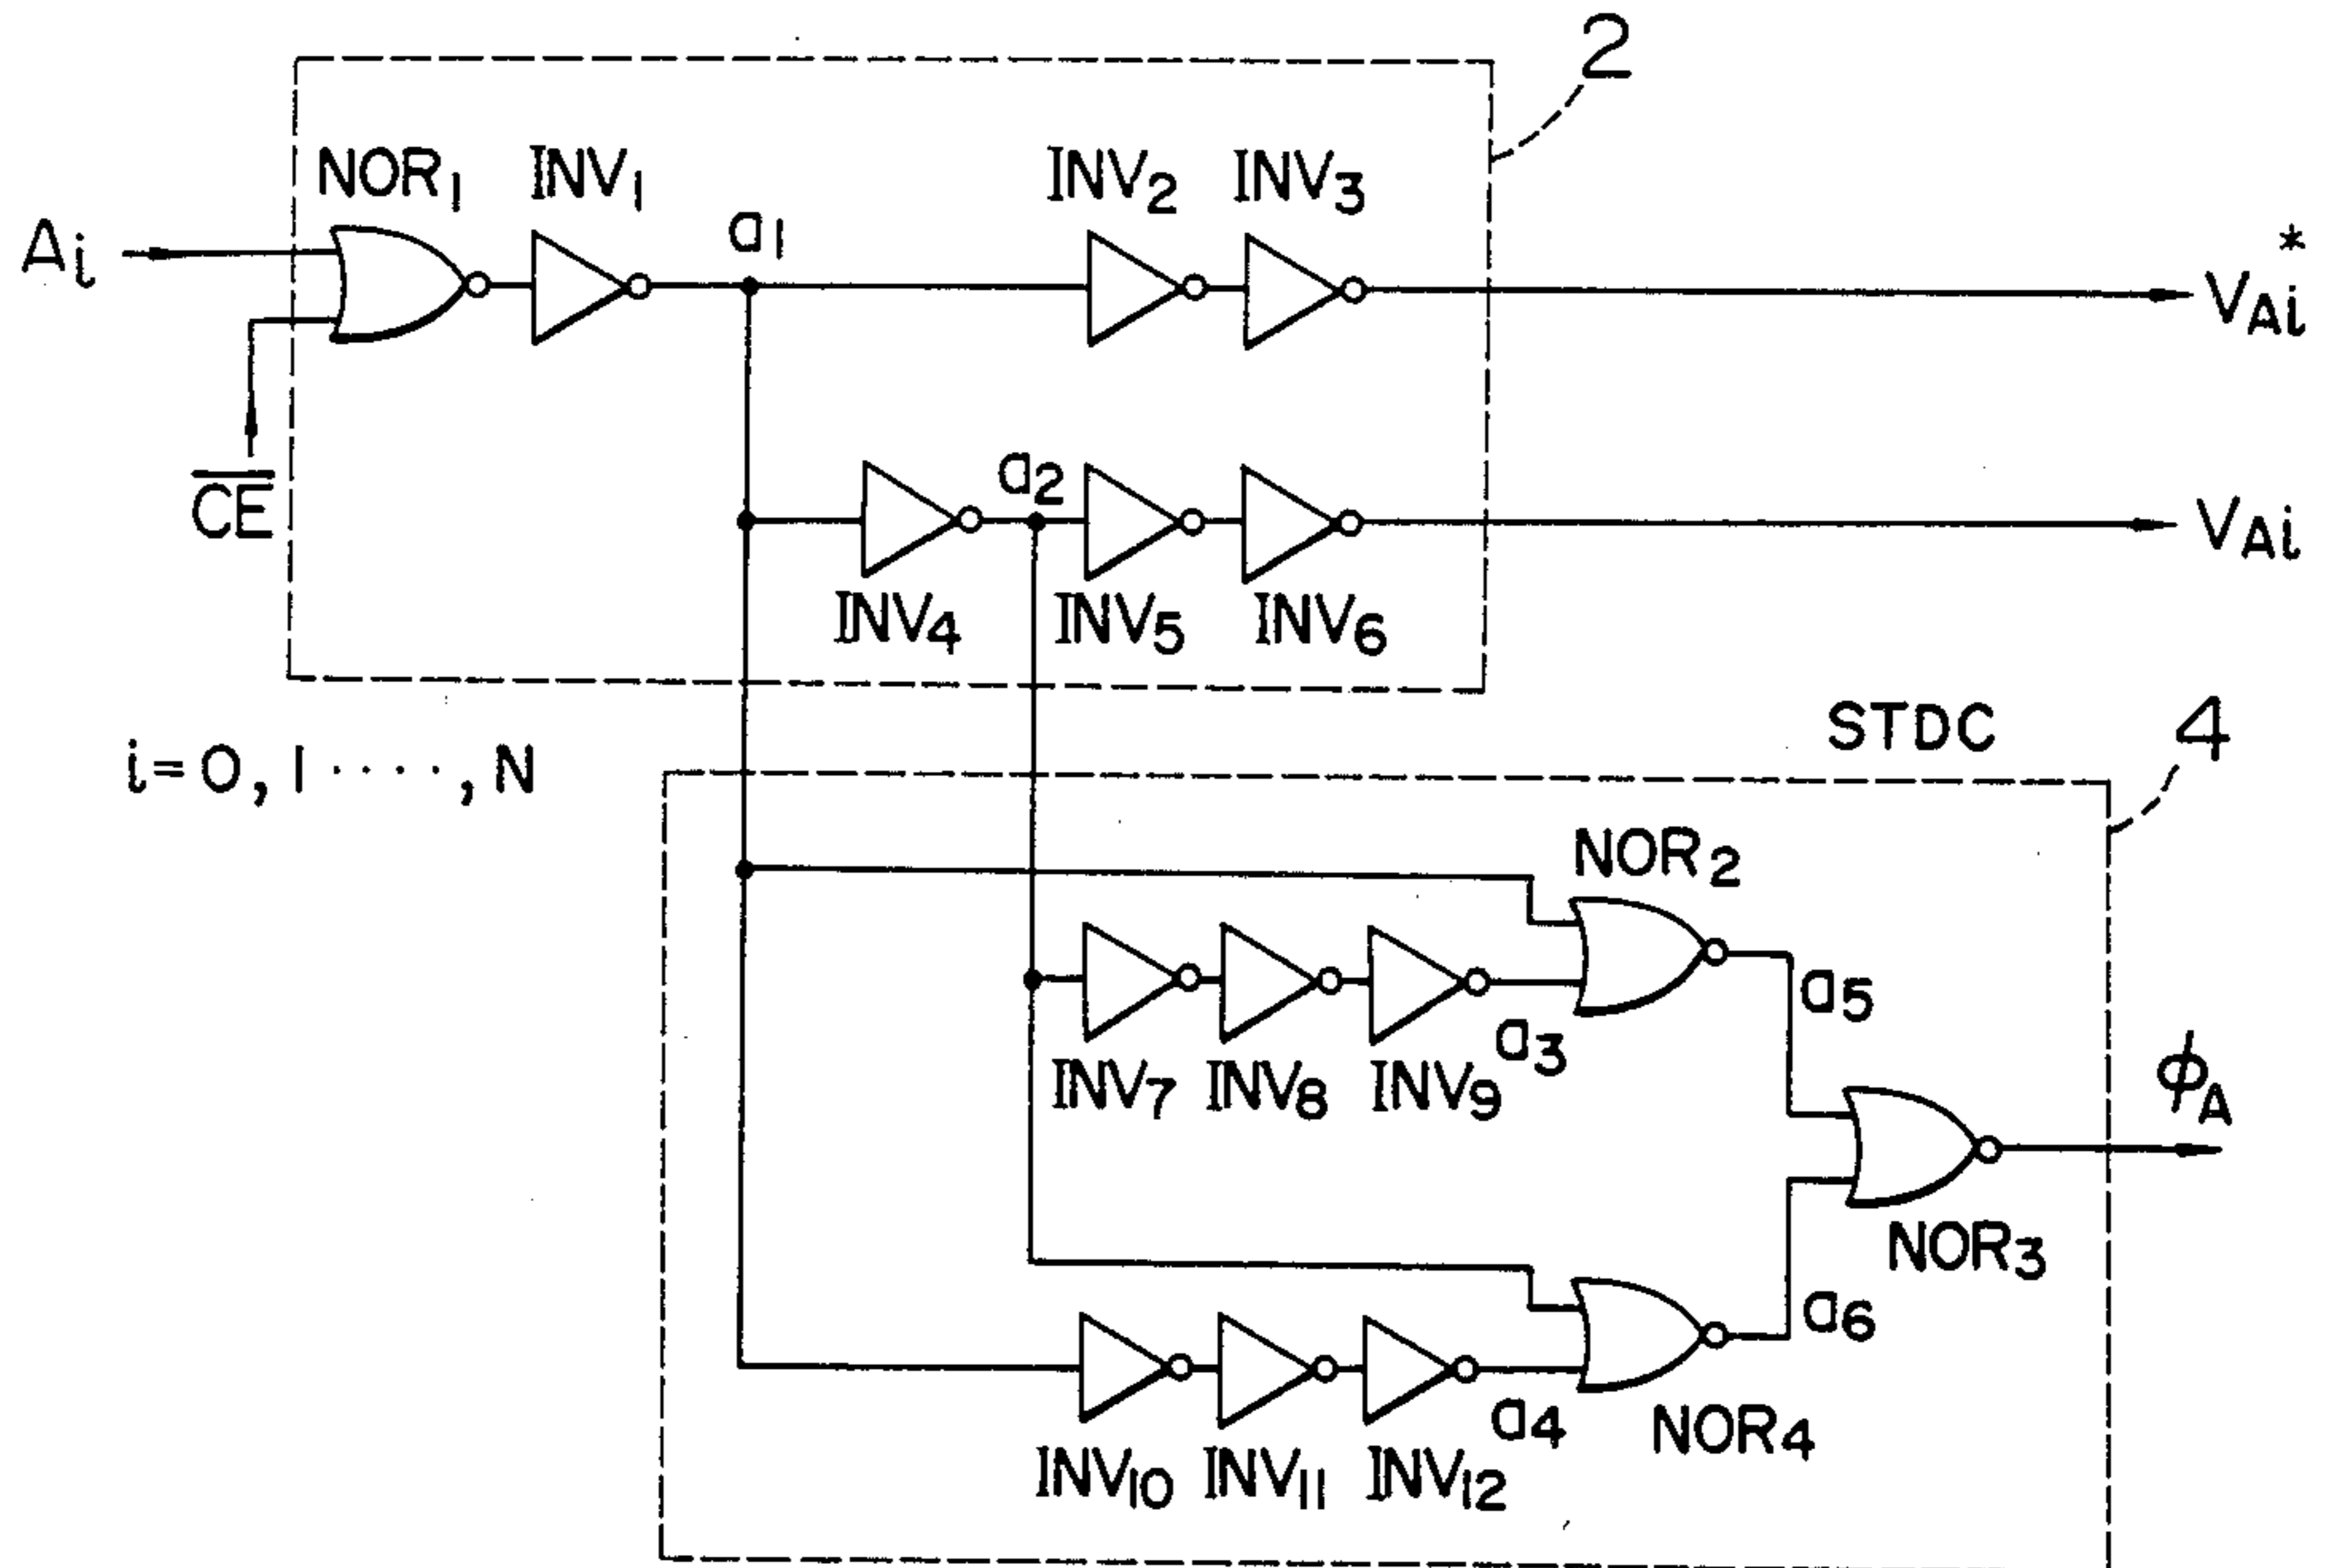 2
NOR1 INV1 INV2 INV3
Ai a1 VAi*
CE
a2 VAi
INV4 INV5 INV6
i=0, 1 ····, N
STDC 4
NOR2
a5
a3
INV7 INV8 INV9
φA
NOR3
a6
a4
NOR4
INV10 INV11 INV12